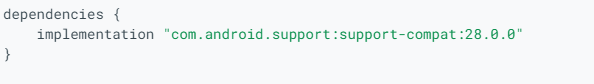 dependencies {
    implementation "com.android.support:support-compat:28.0.0"
}